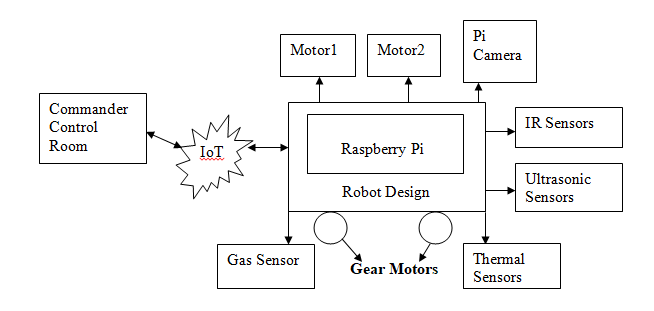 Motor1
Motor2
Pi
Camera
Commander
Control
Room
IoT
Raspberry Pi
Robot Design
IR Sensors
Ultrasonic
Sensors
Gas Sensor
Gear Motors
Thermal
Sensors